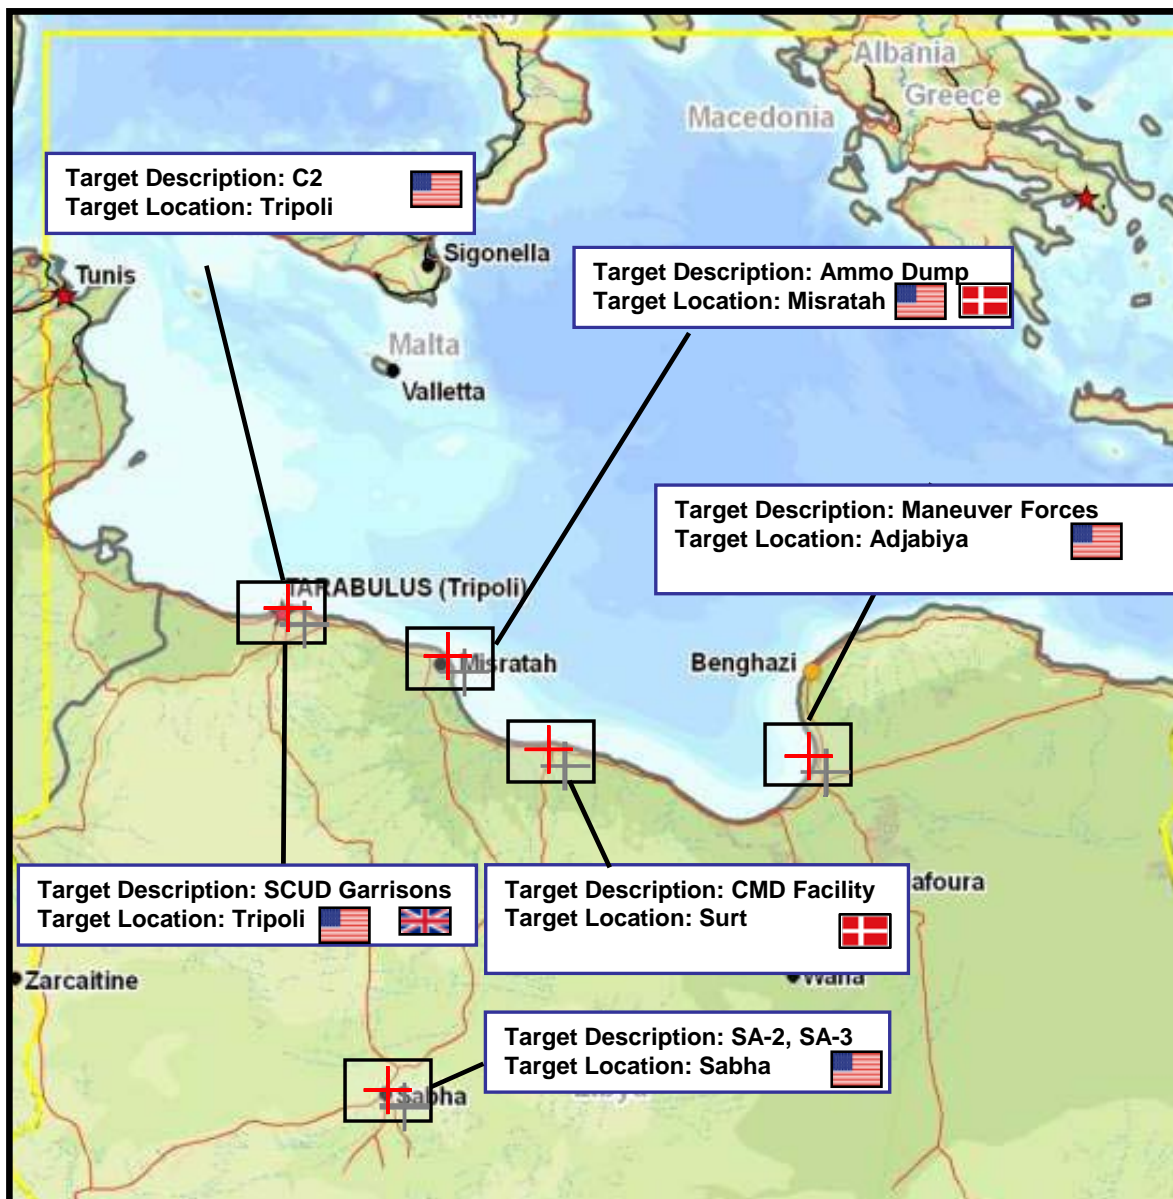 Italy
Albania
Greece
Macedonia
Target Description: C2
Target Location: Tripoli
Sigonella
Tunis
Target Description: Ammo Dump
Target Location: Misratah
Malta
Valletta
Target Description: Maneuver Forces
Target Location: Adjabiya
TARABULUS (Tripoli)
Misratah
Benghazi
Target Description: SCUD Garrisons
Target Location: Tripoli
Target Description: CMD Facility
Target Location: Surt
afoura
Zarcaitine
Waha
Target Description: SA-2, SA-3
Target Location: Sabha
Sabha